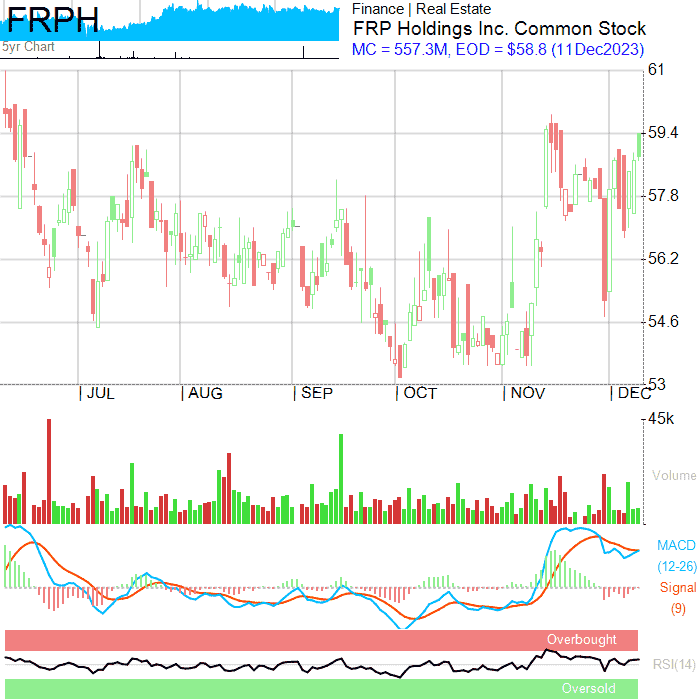 FRPH
5yr Chart
Finance | Real Estate
FRP Holdings Inc. Common Stock
MC = 557.3M, EOD = $58.8 (11Dec2023)
61
59.4
57.8
56.2
54.6
53
| JUL | AUG | SEP | OCT | NOV | DEC
45k
Volume
MACD
(12-26)
Signal
(9)
Overbought
RSI(14)
Oversold